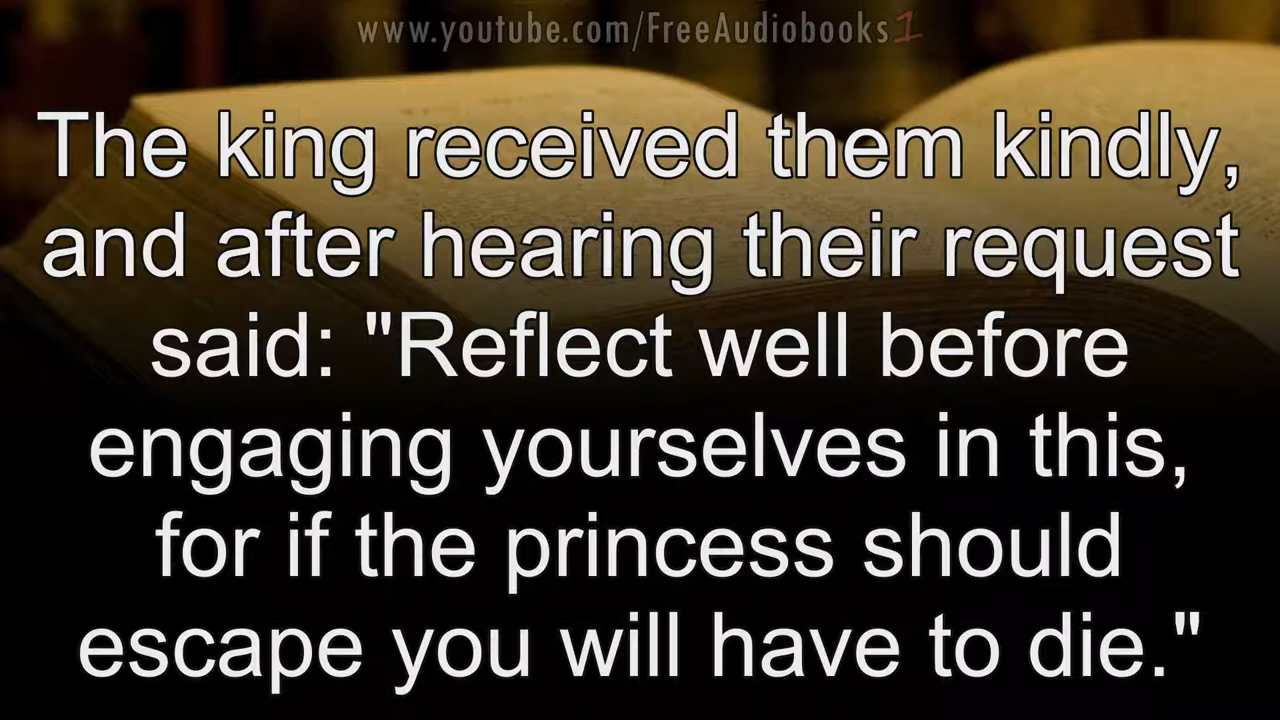 www.youtube.com/FreeAudiobooks1
The king received them kindly,
and after hearing their request
said: "Reflect well before
engaging yourselves in this,
for if the princess should
escape you will have to die."